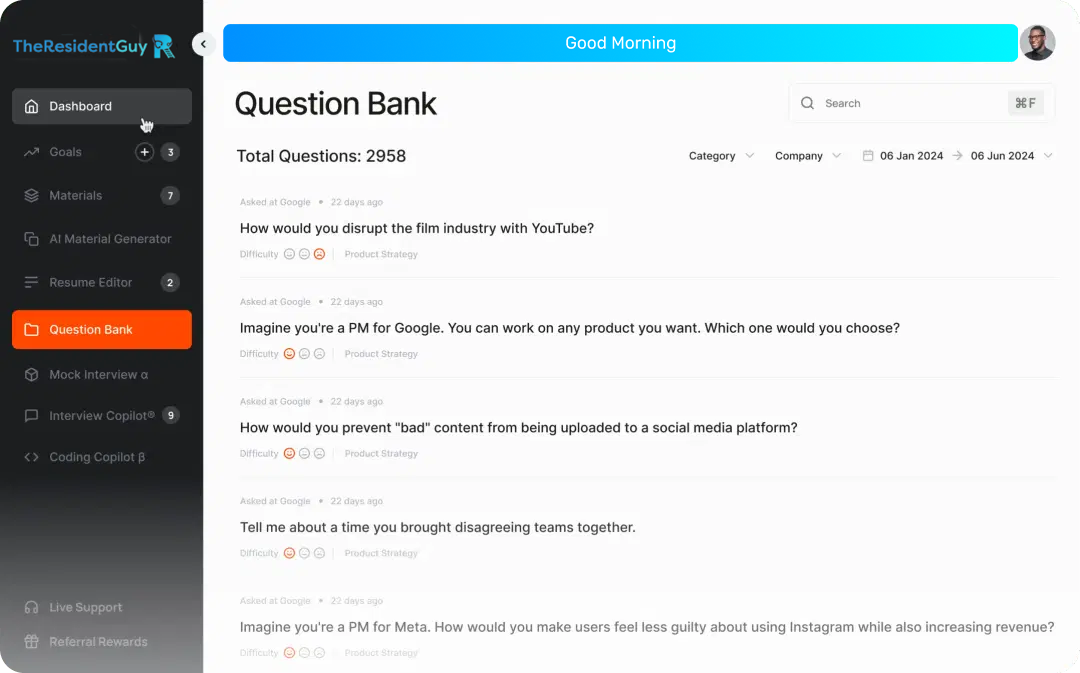 TheResidentGuy
Good Morning
Dashboard
Question Bank
Search
⌘F
Goals
3
Total Questions: 2958
Category
Company
06 Jan 2024
06 Jun 2024
Materials
7
AI Material Generator
Resume Editor
2
Question Bank
Mock Interview α
Interview Copilot®
9
Coding Copilot β
Live Support
Referral Rewards
Asked at Google • 22 days ago
How would you disrupt the film industry with YouTube?
Difficulty
Product Strategy
Asked at Google • 22 days ago
Imagine you're a PM for Google. You can work on any product you want. Which one would you choose?
Difficulty
Product Strategy
Asked at Google • 22 days ago
How would you prevent "bad" content from being uploaded to a social media platform?
Difficulty
Product Strategy
Asked at Google • 22 days ago
Tell me about a time you brought disagreeing teams together.
Difficulty
Product Strategy
Asked at Google • 23 days ago
Imagine you're a PM for Meta. How would you make users feel less guilty about using Instagram while also increasing revenue?
Difficulty
Product Strategy